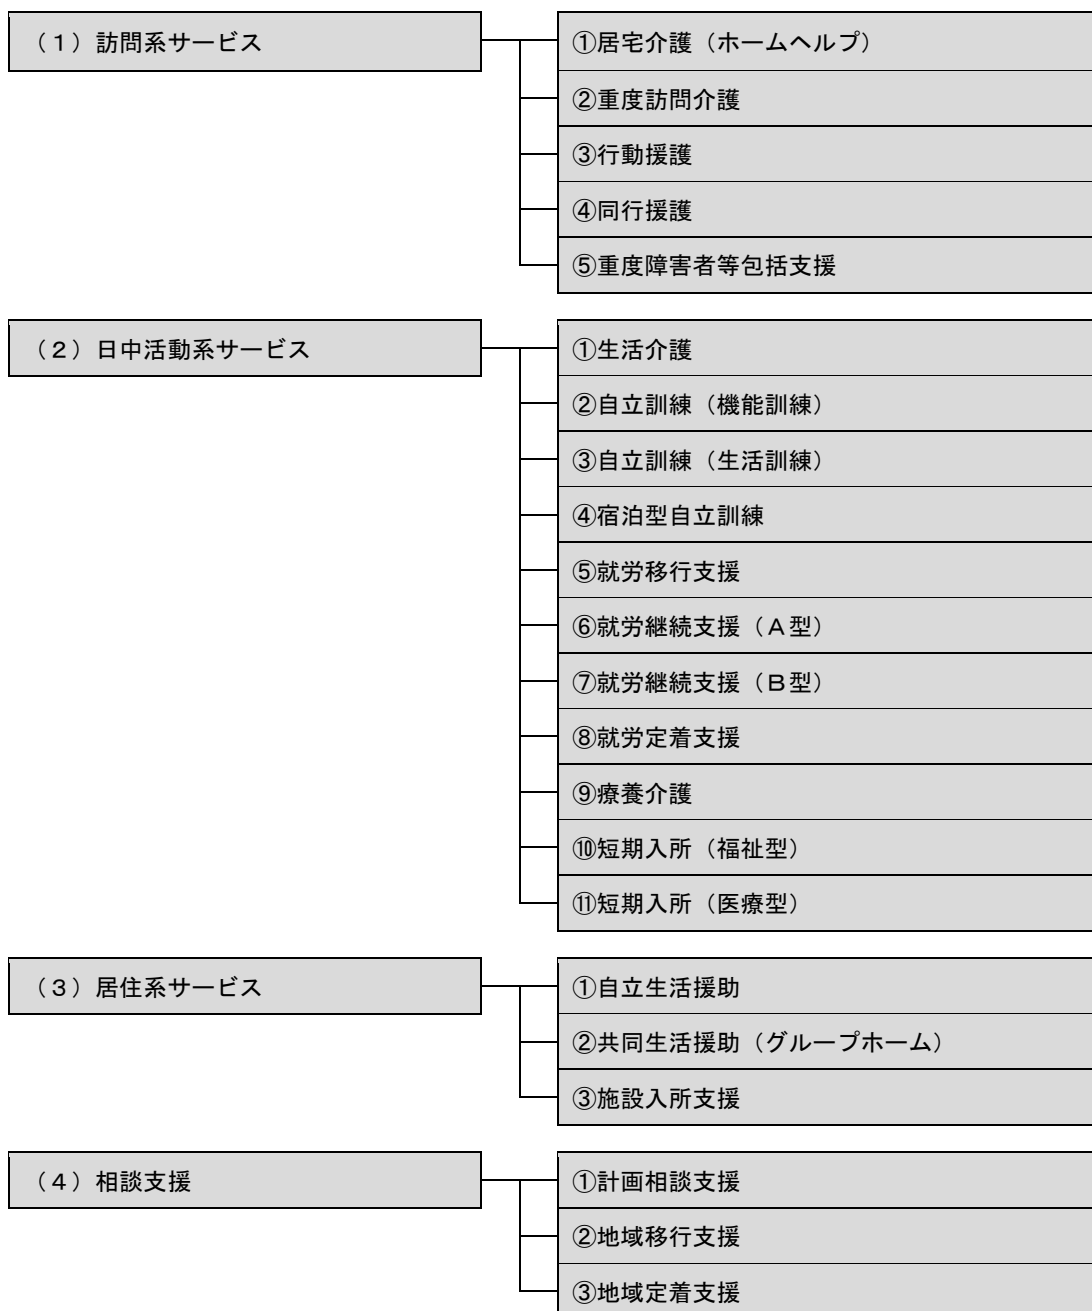 （１）訪問系サービス
①居宅介護（ホームヘルプ）
②重度訪問介護
③行動援護
④同行援護
⑤重度障害者等包括支援
（２）日中活動系サービス
①生活介護
②自立訓練（機能訓練）
③自立訓練（生活訓練）
④宿泊型自立訓練
⑤就労移行支援
⑥就労継続支援（Ａ型）
⑦就労継続支援（Ｂ型）
⑧就労定着支援
⑨療養介護
⑩短期入所（福祉型）
⑪短期入所（医療型）
（３）居住系サービス
①自立生活援助
②共同生活援助（グループホーム）
③施設入所支援
（４）相談支援
①計画相談支援
②地域移行支援
③地域定着支援